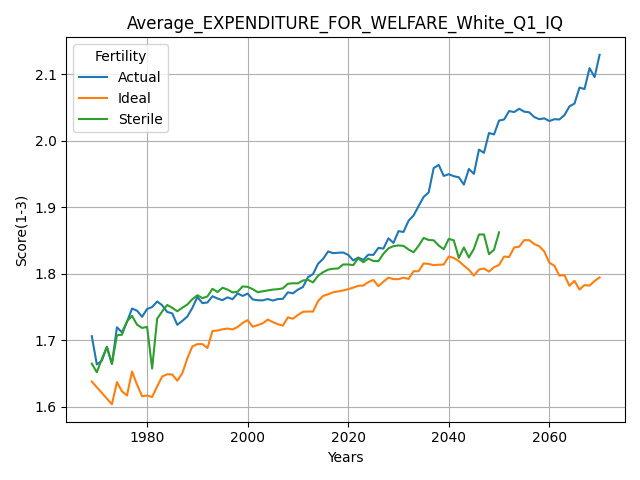 Average_EXPENDITURE_FOR_WELFARE_White_Q1_IQ
Fertility
Actual
Ideal
Sterile
2.1
2.0
1.9
1.8
1.7
1.6
Score(1-3)
1980
2000
2020
2040
2060
Years